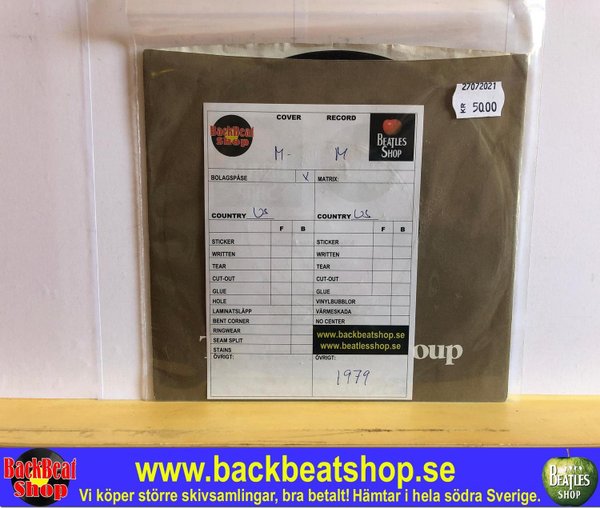 27072021
KR 50.00
COVER RECORD
BackBeat Shop
BEATLES SHOP
M- M
BOLAGSPÅSE X MATRIX:
COUNTRY US COUNTRY US
F B F B
STICKER STICKER
WRITTEN WRITTEN
TEAR TEAR
CUT-OUT CUT-OUT
GLUE GLUE
HOLE VINYLBUBBLOR
LAMINATSLÄPP VÄRMESKADA
BENT CORNER NO CENTER
RINGWEAR
SEAM SPLIT
STAINS
www.backbeatshop.se
www.beatlesshop.se
ÖVRIGT: ÖVRIGT:
1979
T oup
BackBeat Shop
www.backbeatshop.se
Vi köper större skivsamlingar, bra betalt! Hämtar i hela södra Sverige.
BEATLES SHOP